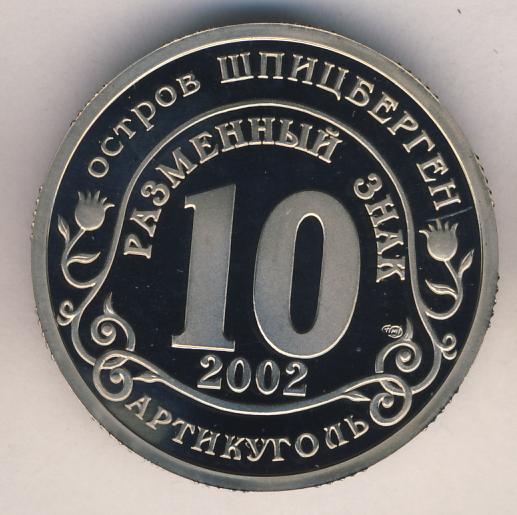 остров ШПИЦБЕРГЕН
РАЗМЕННЫЙ ЗНАК
10
2002
АРТИКУГОЛЬ